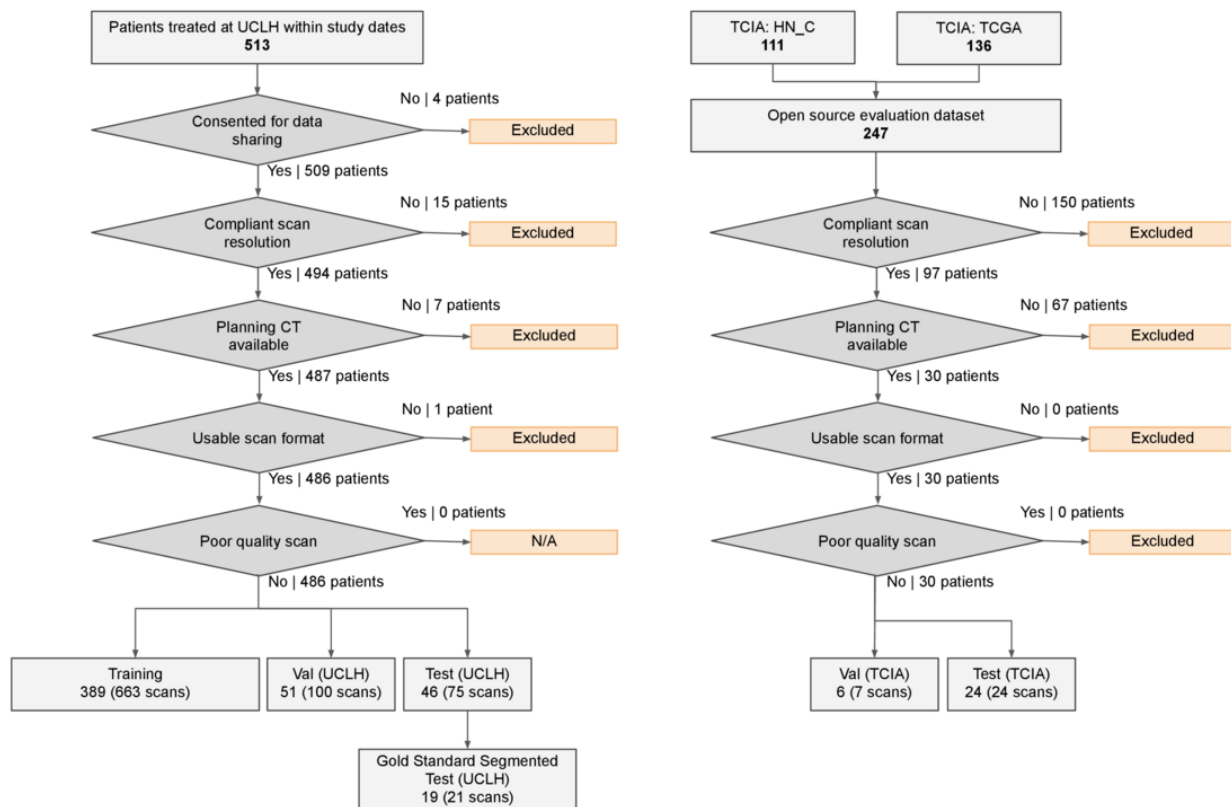 Patients treated at UCLH within study dates
513
No | 4 patients
Consented for data
sharing
Excluded
Yes | 509 patients
No | 15 patients
Compliant scan
resolution
Excluded
Yes | 494 patients
No | 7 patients
Planning CT
available
Excluded
Yes | 487 patients
No | 1 patient
Usable scan format
Excluded
Yes | 486 patients
Yes | 0 patients
Poor quality scan
N/A
No | 486 patients
Training
389 (663 scans)
Val (UCLH)
51 (100 scans)
Test (UCLH)
46 (75 scans)
Gold Standard Segmented
Test (UCLH)
19 (21 scans)
TCIA: HN_C
111
TCIA: TCGA
136
Open source evaluation dataset
247
No | 150 patients
Compliant scan
resolution
Excluded
Yes | 97 patients
No | 67 patients
Planning CT
available
Excluded
Yes | 30 patients
No | 0 patients
Usable scan format
Excluded
Yes | 30 patients
Yes | 0 patients
Poor quality scan
Excluded
No | 30 patients
Val (TCIA)
6 (7 scans)
Test (TCIA)
24 (24 scans)